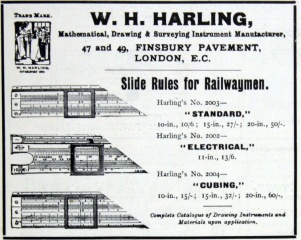 TRADE MARK.
W. H. HARLING,
Mathematical, Drawing & Surveying Instrument Manufacturer,
47 and 49, FINSBURY PAVEMENT,
LONDON, E.C.
W. H. HARLING
Slide Rules for Railwaymen.
Harling's No. 2003—
"STANDARD,"
10-in., 10/6; 15-in., 27/-; 20-in., 50/-.
Harling's No. 2002—
"ELECTRICAL,"
11-in., 13/6.
Harling's No. 2004—
"CUBING,"
10-in., 15/-; 15-in., 32/-; 20-in., 60/-.
Complete Catalogue of Drawing Instruments and
Materials upon application.